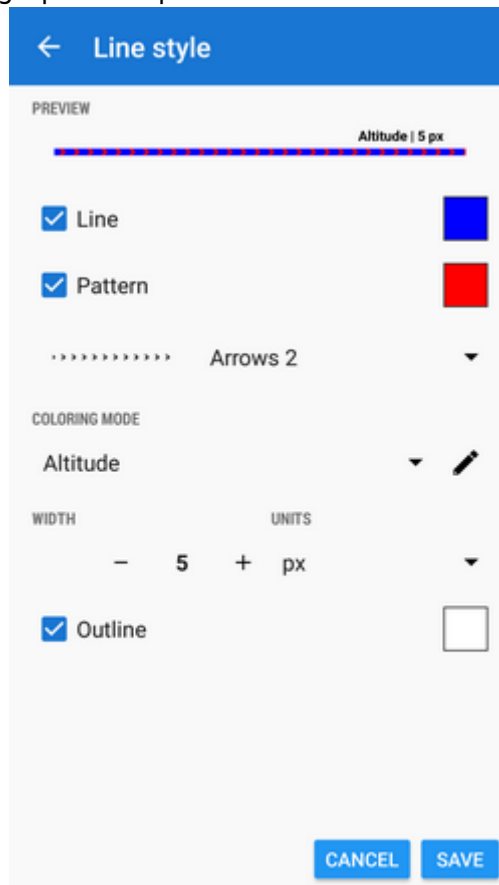 Line style
PREVIEW
Altitude | 5 px
Line
Pattern
Arrows 2
COLORING MODE
Altitude
WIDTH UNITS
− 5 + px
Outline
CANCEL SAVE